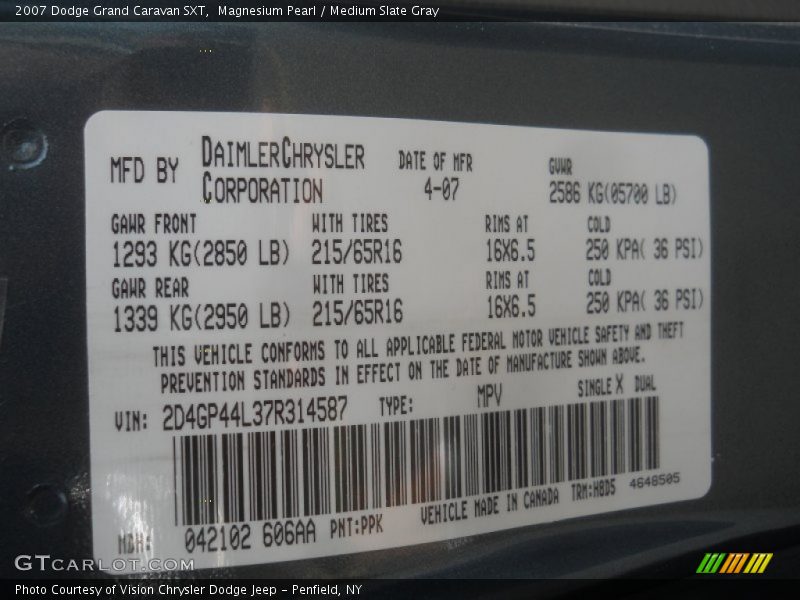 2007 Dodge Grand Caravan SXT,  Magnesium Pearl / Medium Slate Gray
MFD BY DAIMLERCHRYSLER CORPORATION
DATE OF MFR 4-07
GVWR 2586 KG(05700 LB)
GAWR FRONT WITH TIRES RIMS AT COLD
1293 KG(2850 LB) 215/65R16 16X6.5 250 KPA( 36 PSI)
GAWR REAR WITH TIRES RIMS AT COLD
1339 KG(2950 LB) 215/65R16 16X6.5 250 KPA( 36 PSI)
THIS VEHICLE CONFORMS TO ALL APPLICABLE FEDERAL MOTOR VEHICLE SAFETY AND THEFT
PREVENTION STANDARDS IN EFFECT ON THE DATE OF MANUFACTURE SHOWN ABOVE.
VIN: 2D4GP44L37R314587 TYPE: MPV SINGLE X DUAL
MDH: 042102 606AA PNT:PPK VEHICLE MADE IN CANADA TRM:H8D5 4648505
GTCARLOT.COM
Photo Courtesy of Vision Chrysler Dodge Jeep – Penfield, NY